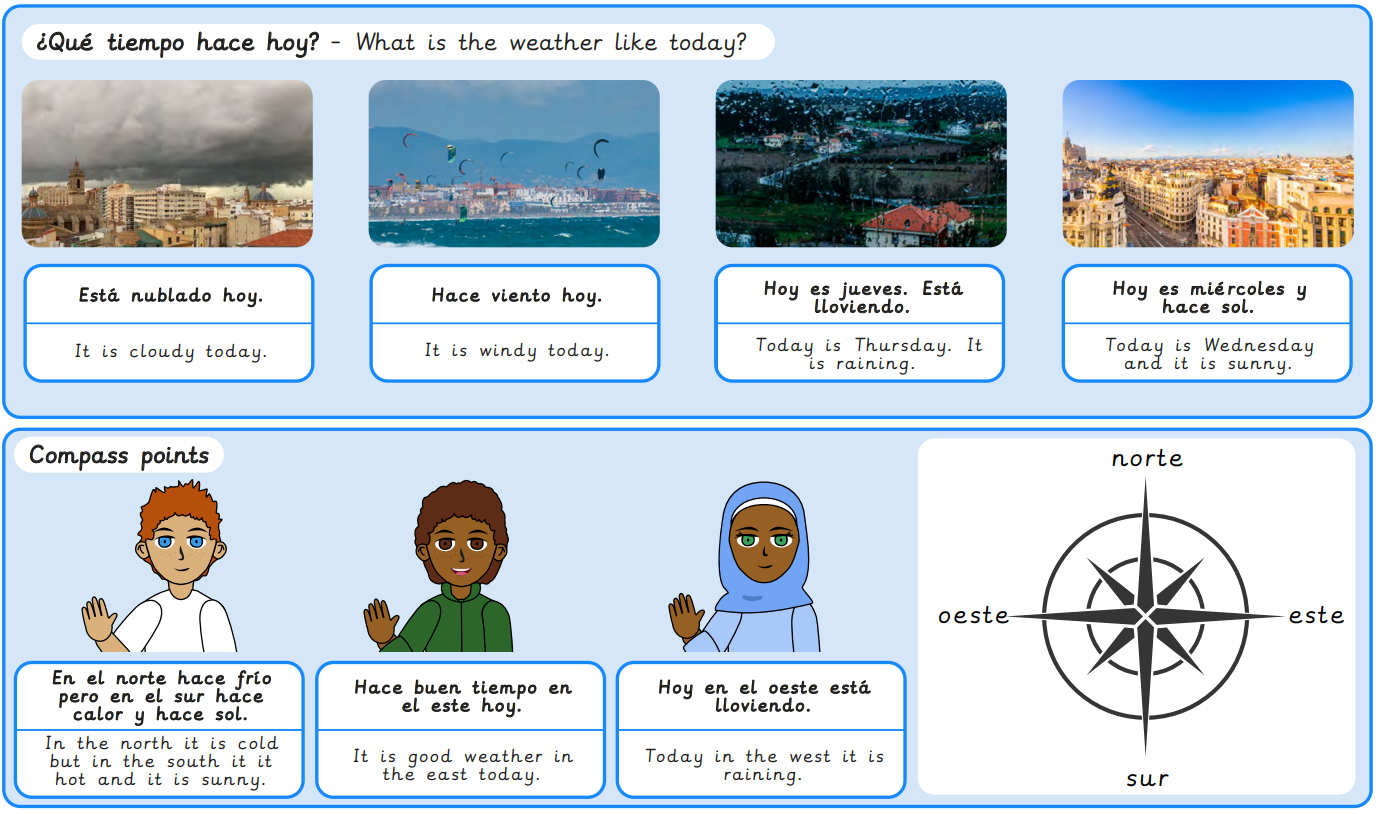 ¿Qué tiempo hace hoy? - What is the weather like today?
Está nublado hoy.
It is cloudy today.
Hace viento hoy.
It is windy today.
Hoy es jueves. Está
lloviendo.
Today is Thursday. It
is raining.
Hoy es miércoles y
hace sol.
Today is Wednesday
and it is sunny.
Compass points
En el norte hace frío
pero en el sur hace
calor y hace sol.
In the north it is cold
but in the south it it
hot and it is sunny.
Hace buen tiempo en
el este hoy.
It is good weather in
the east today.
Hoy en el oeste está
lloviendo.
Today in the west it is
raining.
norte
oeste
este
sur